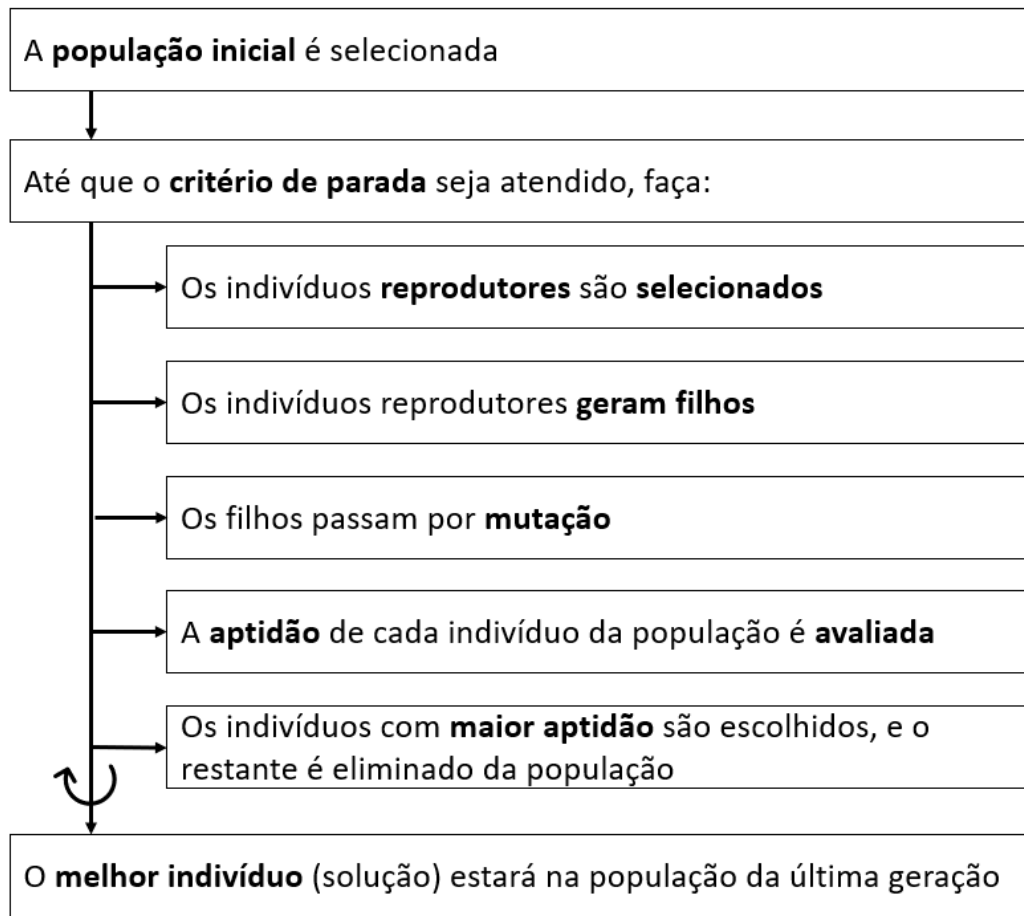 A população inicial é selecionada
Até que o critério de parada seja atendido, faça:
Os indivíduos reprodutores são selecionados
Os indivíduos reprodutores geram filhos
Os filhos passam por mutação
A aptidão de cada indivíduo da população é avaliada
Os indivíduos com maior aptidão são escolhidos, e o
restante é eliminado da população
O melhor indivíduo (solução) estará na população da última geração